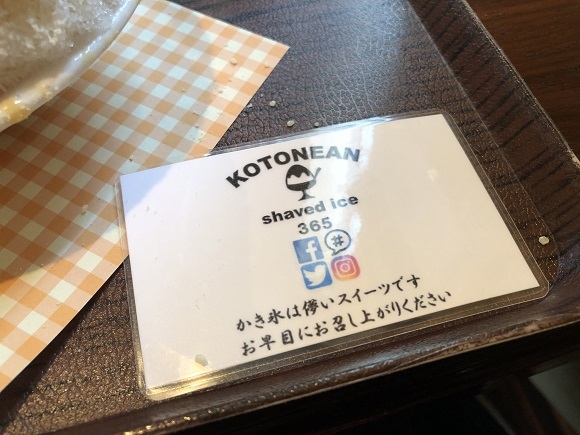 KOTONEAN
shaved ice
365
#
かき氷は儚いスイーツです
お早目にお召し上がりください